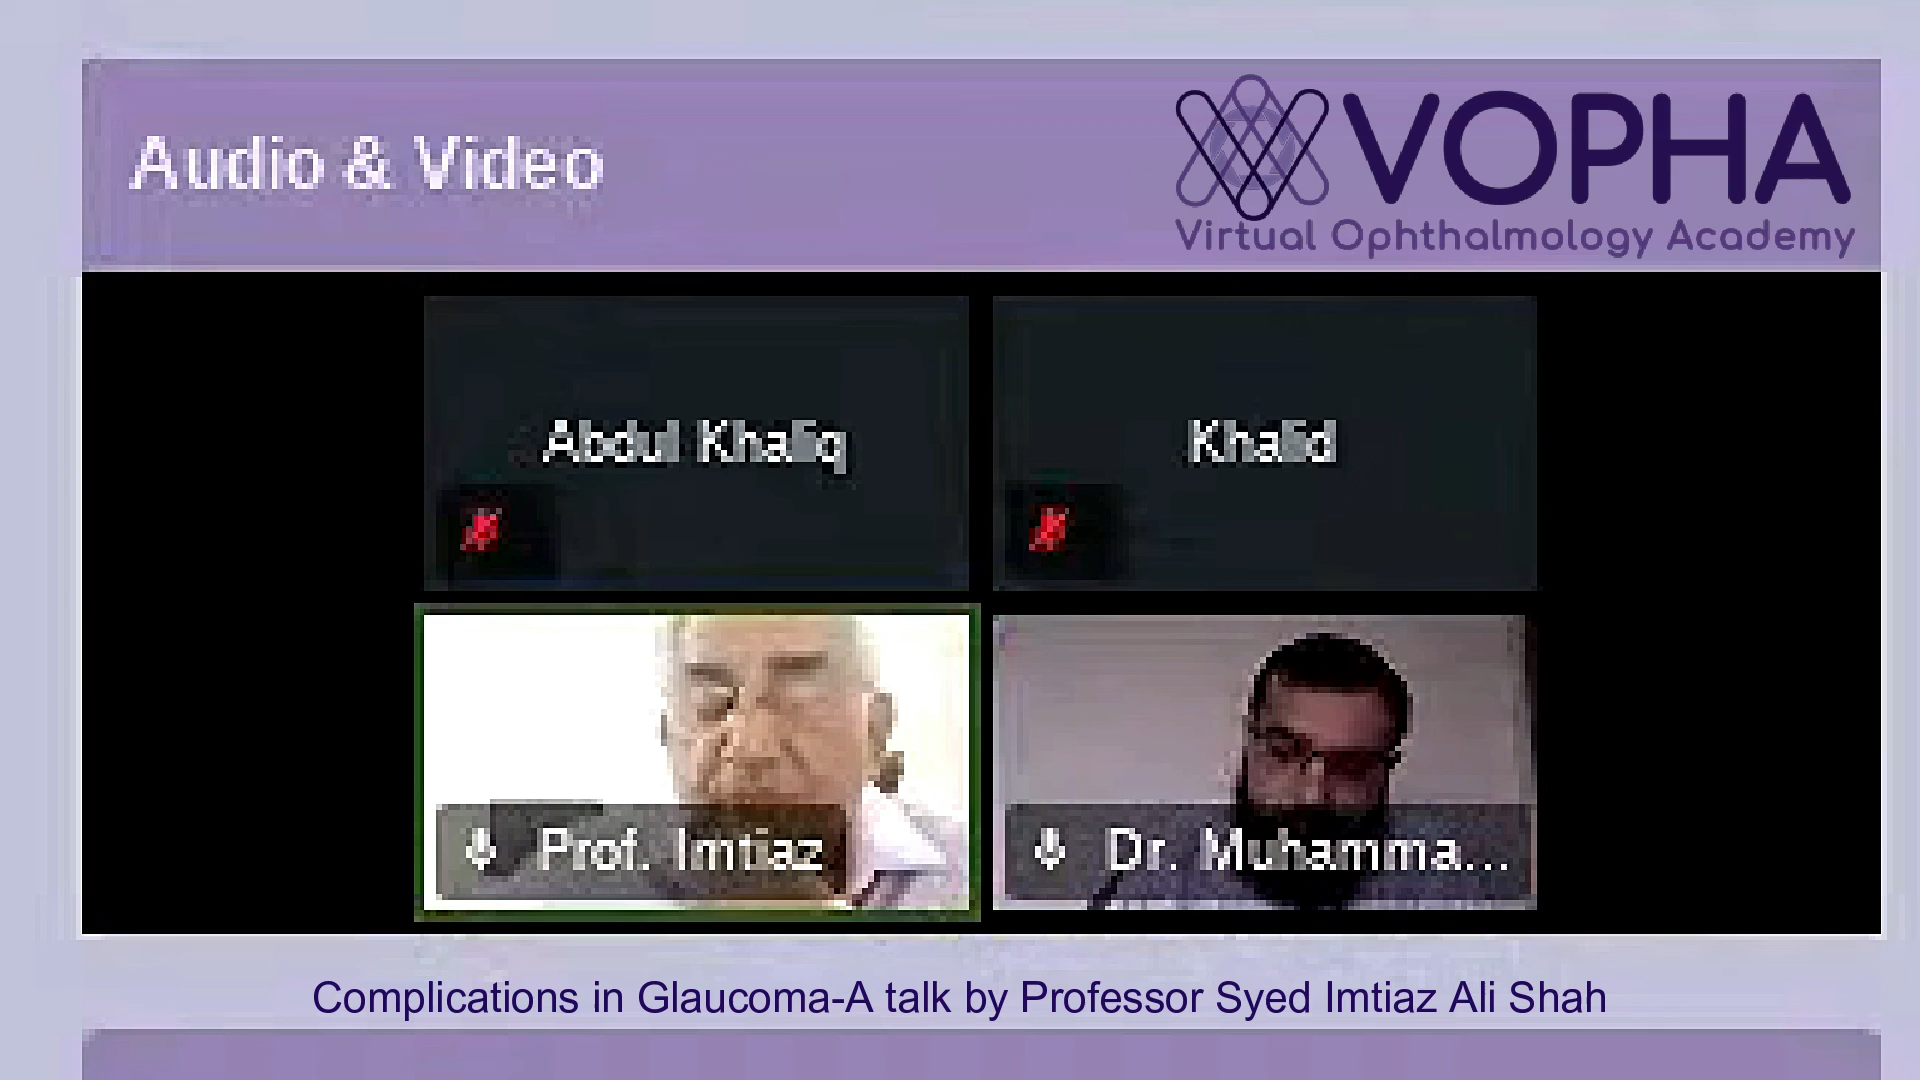 Audio & Video
VOPHA
Virtual Ophthalmology Academy
Abdul Khaliq
Khalid
Prof. Imtiaz
Dr. Muhamma...
Complications in Glaucoma-A talk by Professor Syed Imtiaz Ali Shah